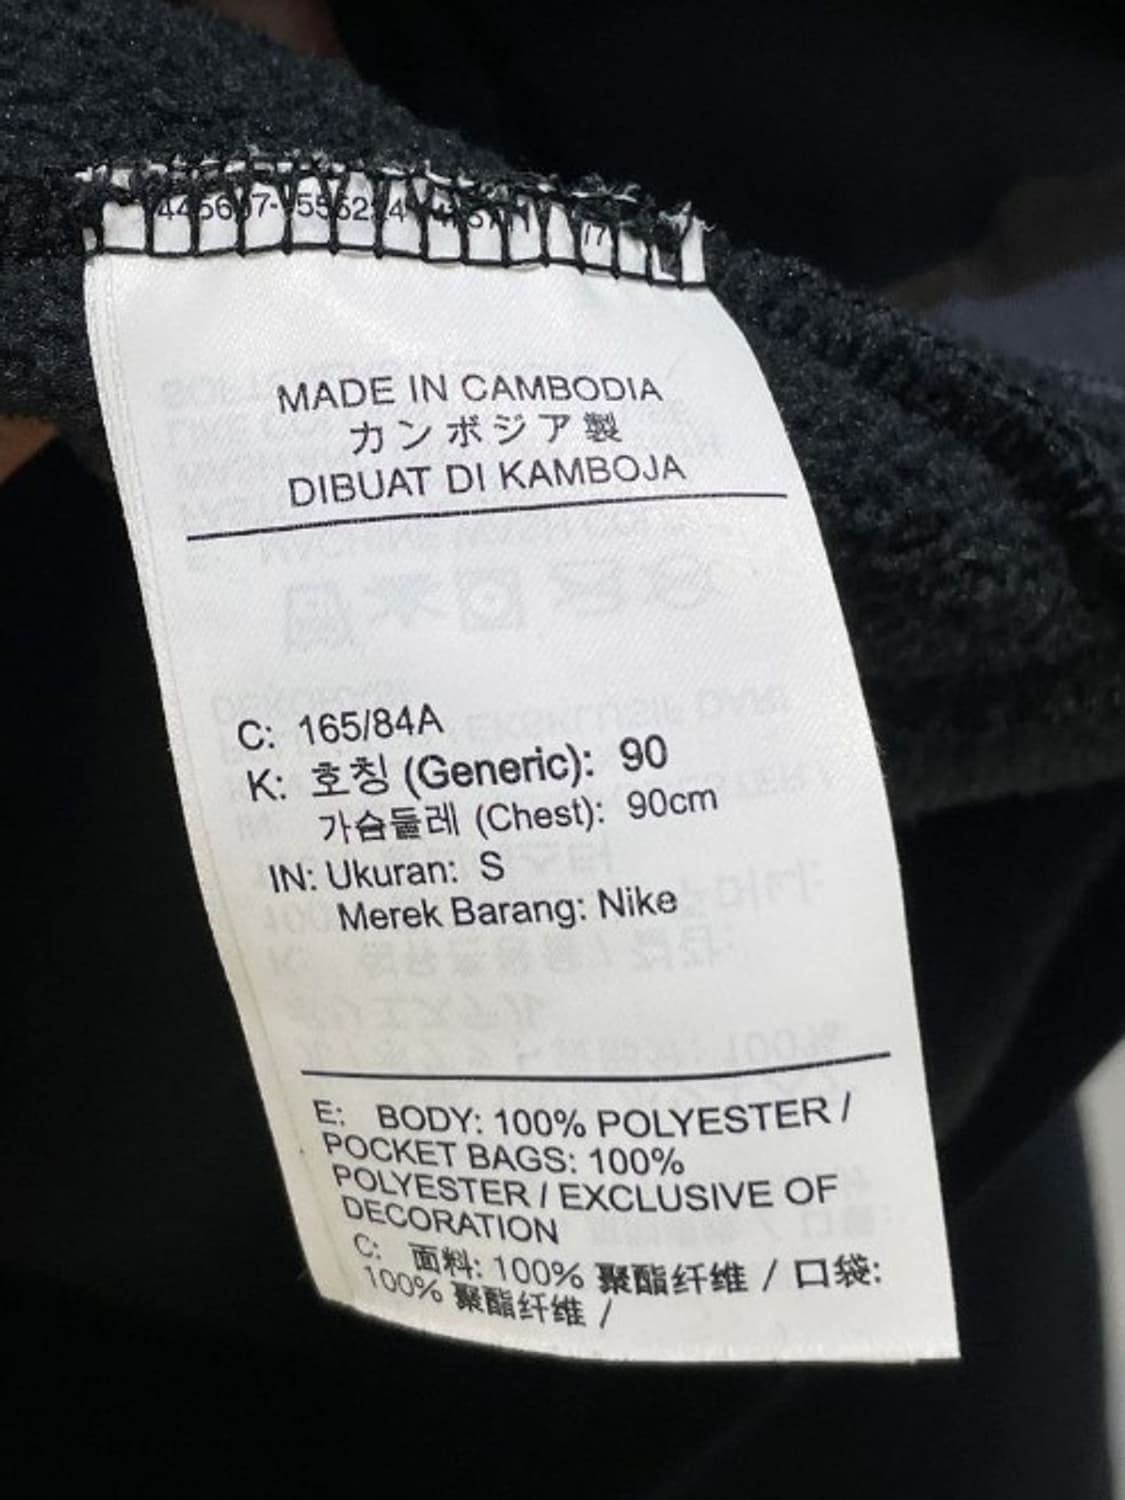 MADE IN CAMBODIA
カンボジア製
DIBUAT DI KAMBOJA
C: 165/84A
K: 호칭 (Generic): 90
가슴둘레 (Chest): 90cm
IN: Ukuran: S
Merek Barang: Nike
E: BODY: 100% POLYESTER /
POCKET BAGS: 100%
POLYESTER / EXCLUSIVE OF
DECORATION
C: 面料: 100% 聚酯纤维 / 口袋:
100% 聚酯纤维 /